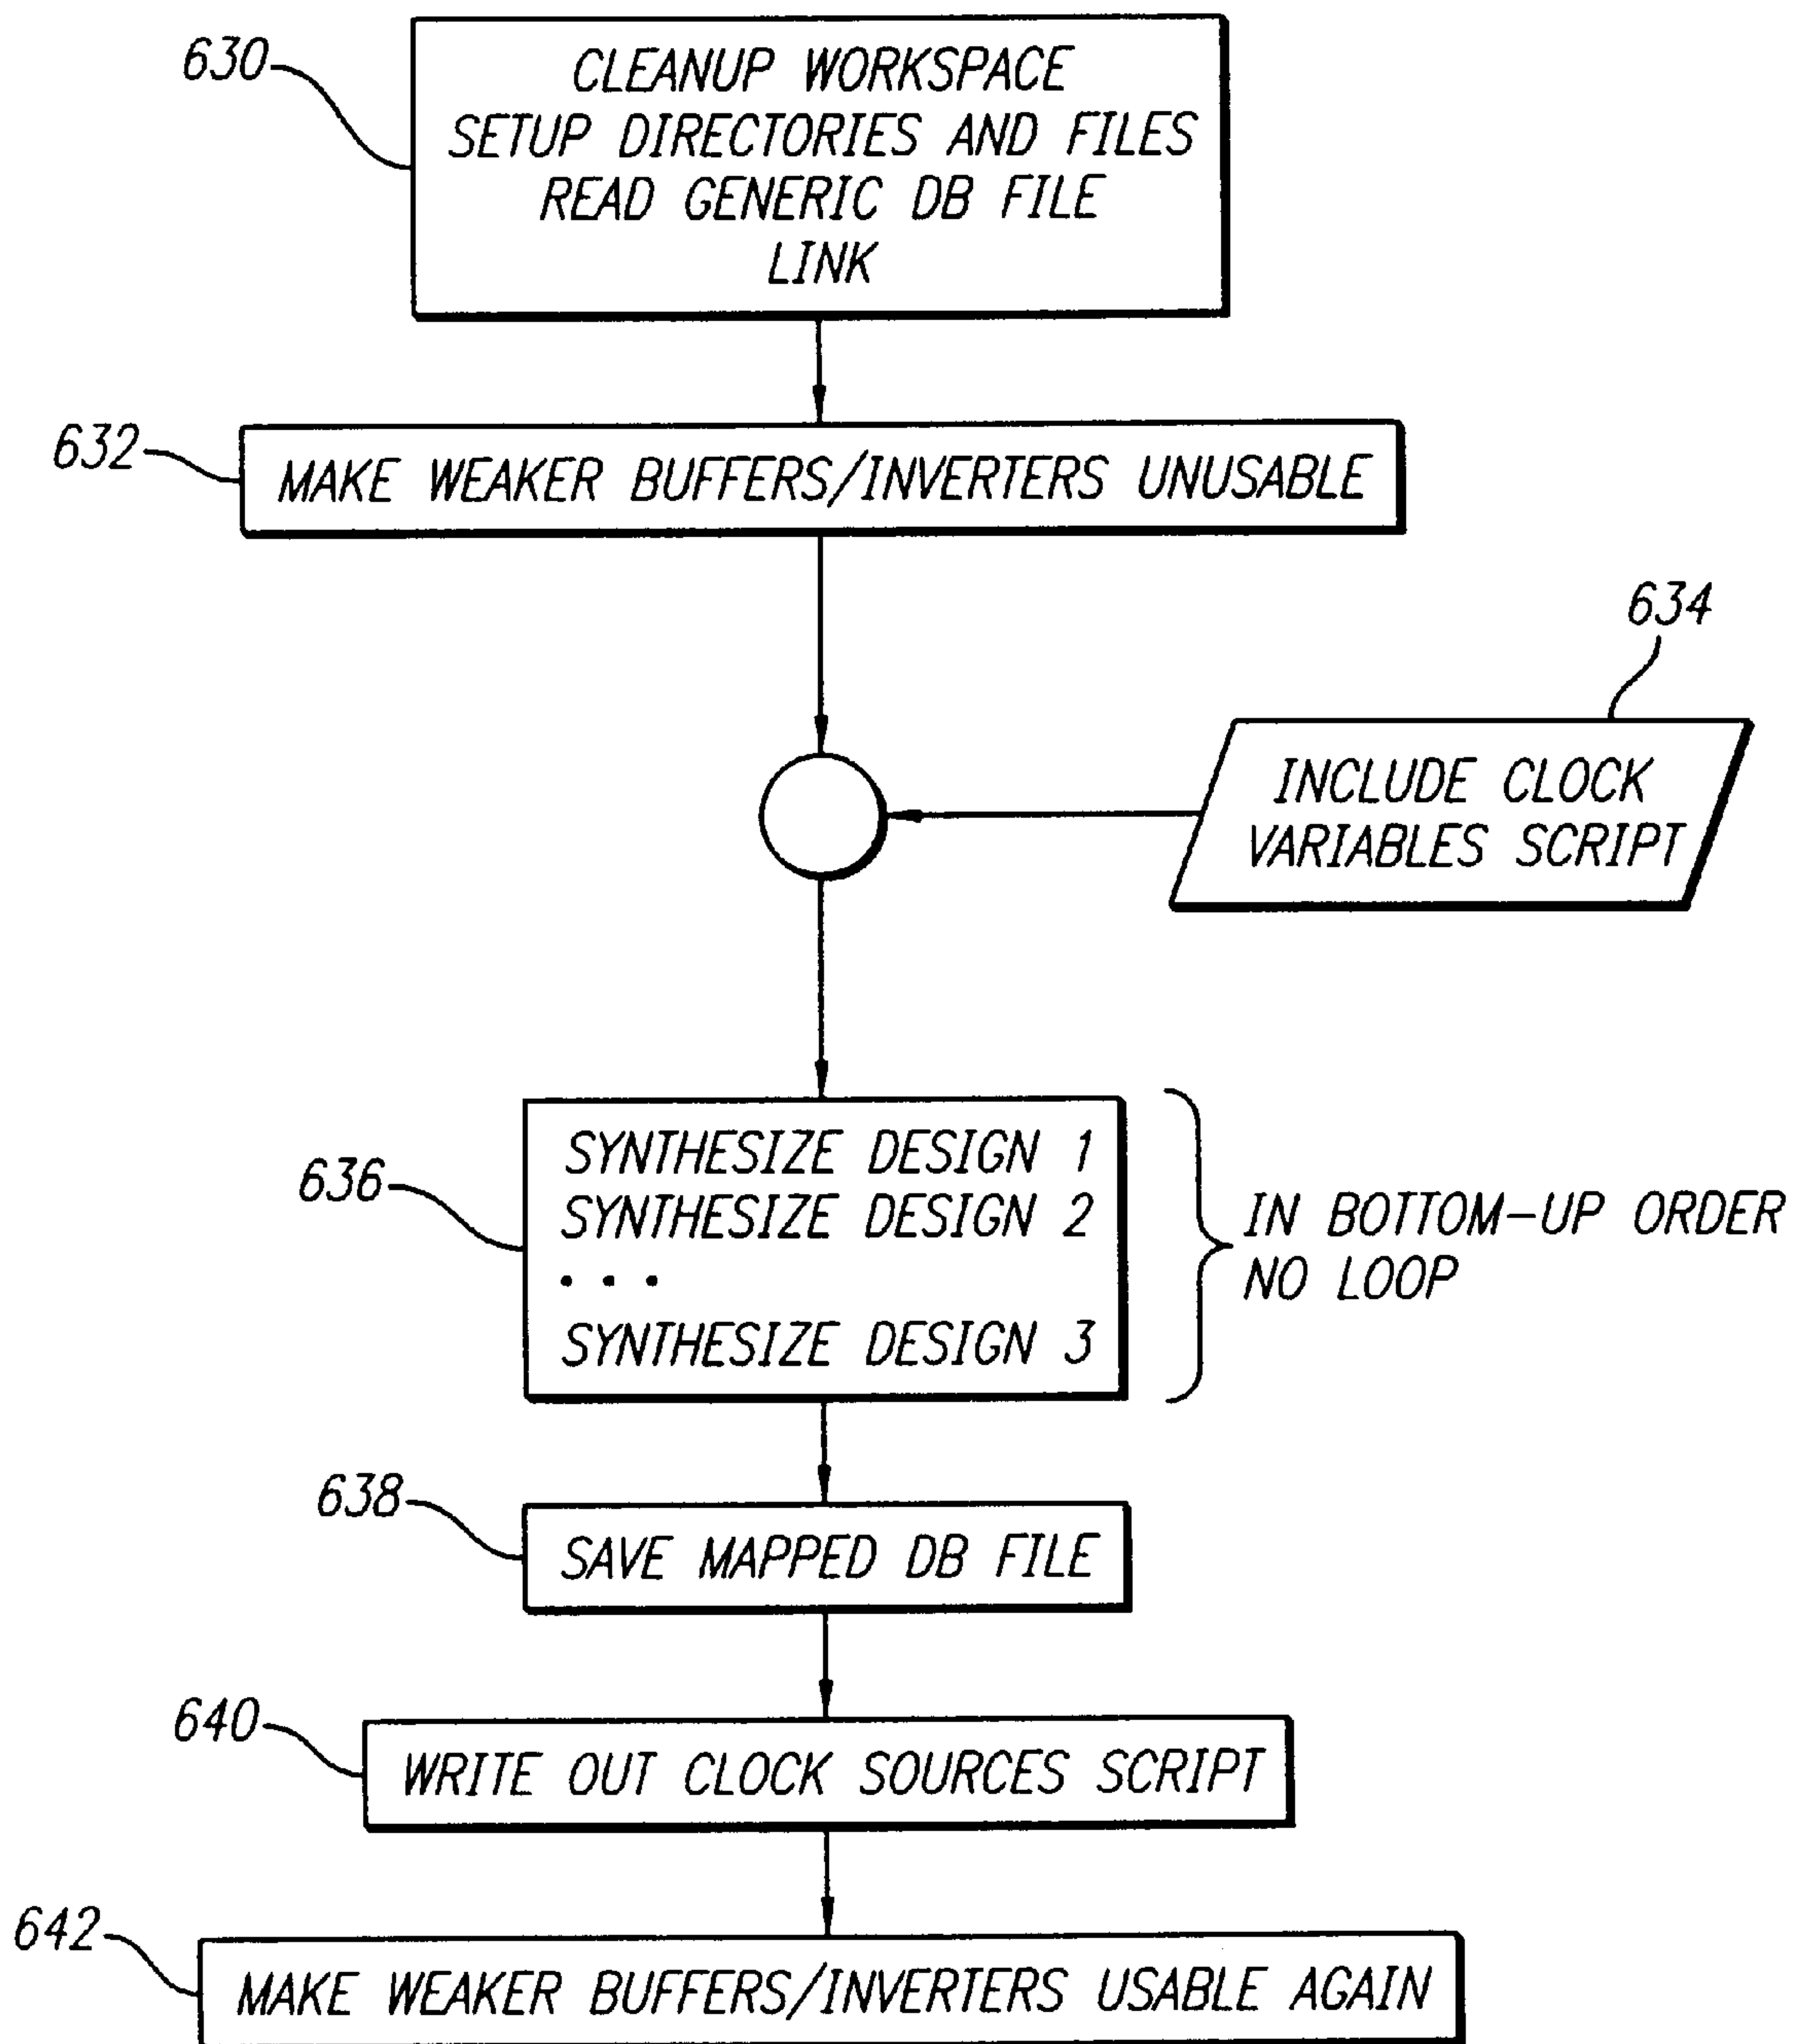 630
CLEANUP WORKSPACE
SETUP DIRECTORIES AND FILES
READ GENERIC DB FILE
LINK
632
MAKE WEAKER BUFFERS/INVERTERS UNUSABLE
634
INCLUDE CLOCK
VARIABLES SCRIPT
636
SYNTHESIZE DESIGN 1
SYNTHESIZE DESIGN 2
. . .
SYNTHESIZE DESIGN 3
IN BOTTOM-UP ORDER
NO LOOP
638
SAVE MAPPED DB FILE
640
WRITE OUT CLOCK SOURCES SCRIPT
642
MAKE WEAKER BUFFERS/INVERTERS USABLE AGAIN